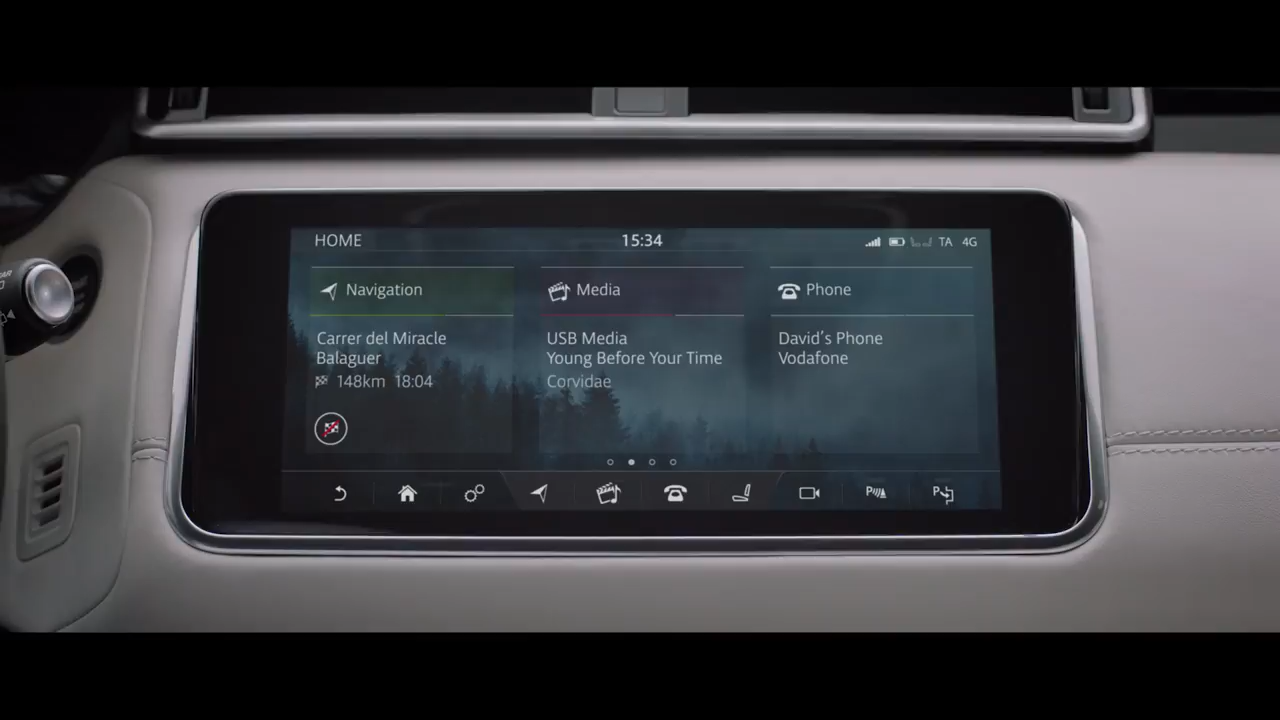 HOME
15:34
TA 4G
Navigation
Carrer del Miracle
Balaguer
148km 18:04
Media
USB Media
Young Before Your Time
Corvidae
Phone
David's Phone
Vodafone
P
P